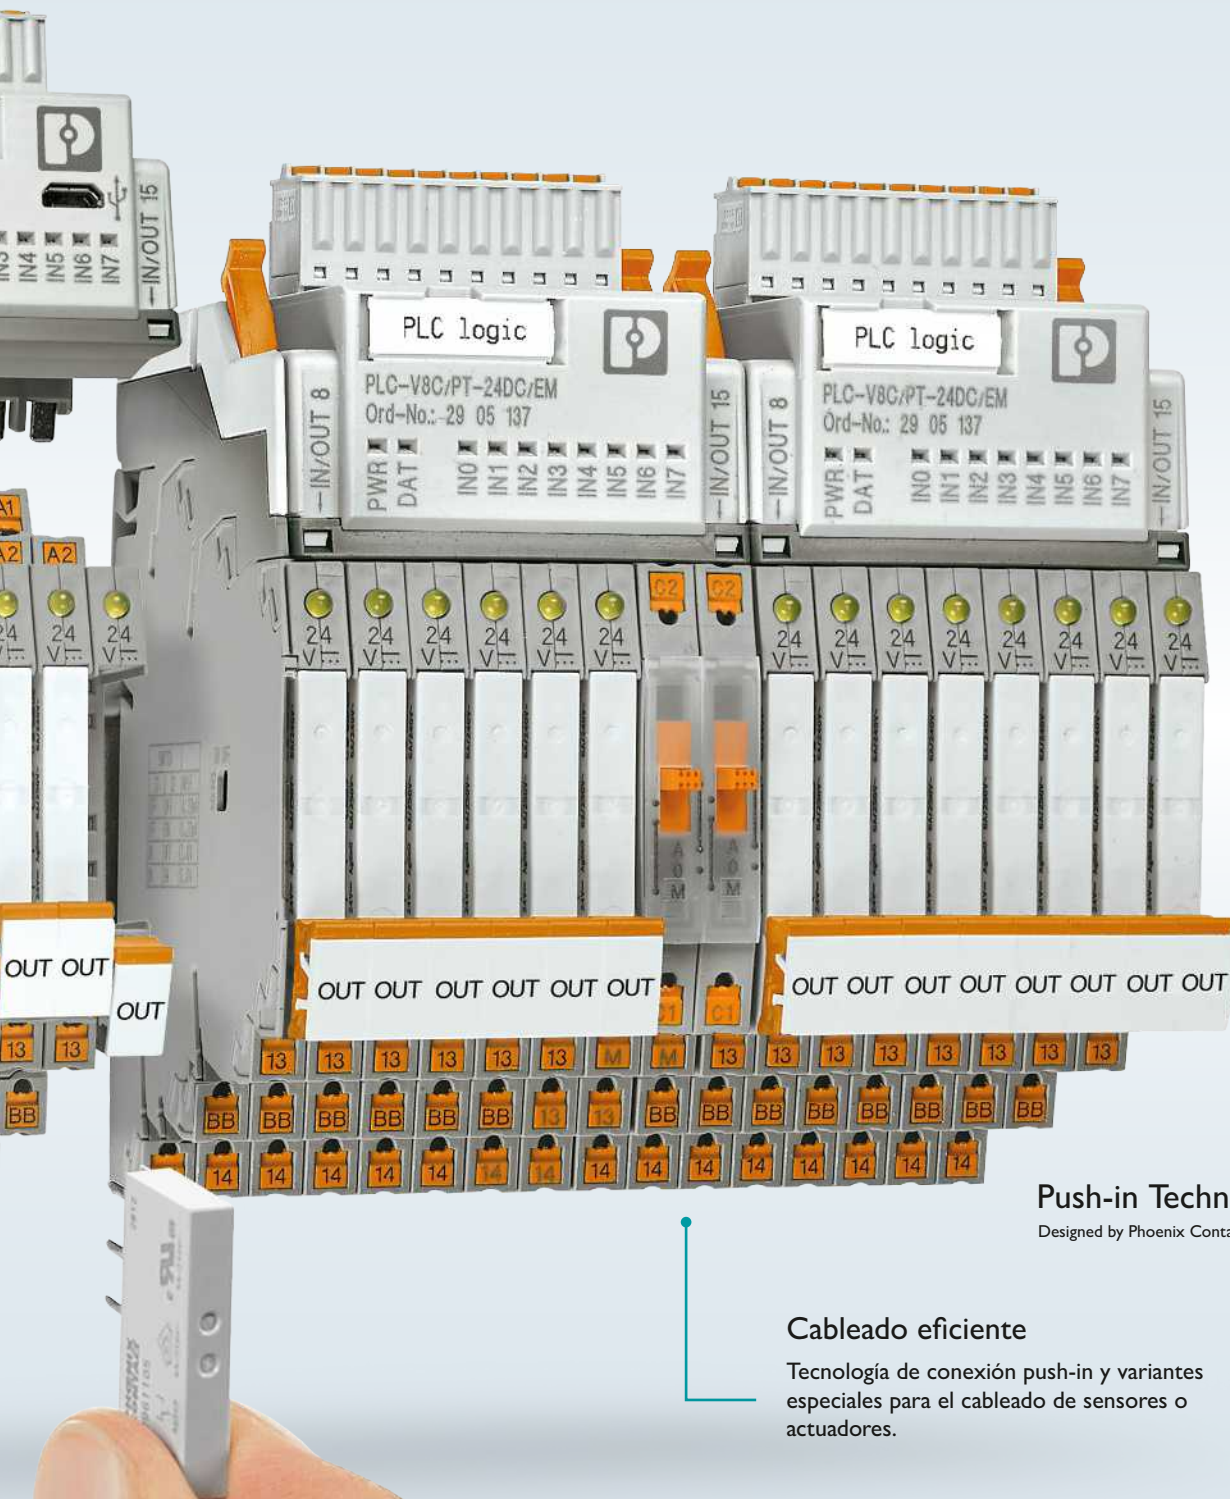 IN4
IN5
IN6
IN7
IN/OUT 15
PLC logic
PLC-V8C/PT-24DC/EM
Ord-No.: 29 05 137
IN/OUT 8
PWR
DAT
IN0
IN1
IN2
IN3
IN4
IN5
IN6
IN7
IN/OUT 15
PLC logic
PLC-V8C/PT-24DC/EM
Ord-No.: 29 05 137
IN/OUT 8
PWR
DAT
IN0
IN1
IN2
IN3
IN4
IN5
IN6
IN7
IN/OUT 15
A1
A2 A2
C2 C2
24 24 24 24 24 24 24 24 24 24 24 24 24 24 24 24 24
V V V V V V V V V V V V V V V V V
A A
0 0
M M
OUT OUT
OUT
OUT OUT OUT OUT OUT OUT
OUT OUT OUT OUT OUT OUT OUT OUT
C1 C1
13 13
13 13 13 13 13 13 M M 13 13 13 13 13 13 13 13
BB
BB BB BB BB BB BB 13 13 BB BB BB BB BB BB BB BB
14 14 14 14 14 14 14 14 14 14 14 14 14 14 14
Push-in Techn
Designed by Phoenix Conta
Cableado eficiente
Tecnología de conexión push-in y variantes
especiales para el cableado de sensores o
actuadores.